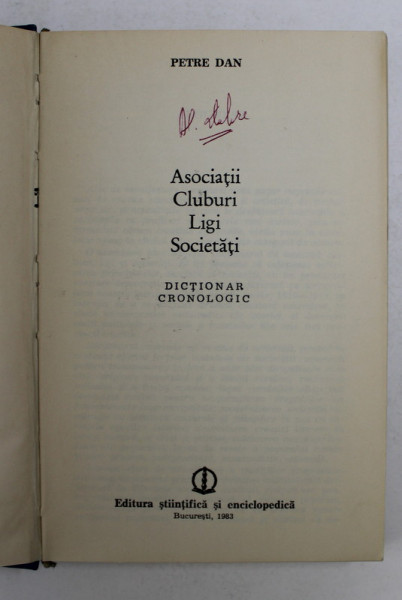 PETRE DAN
Asociații
Cluburi
Ligi
Societăți
DICȚIONAR
CRONOLOGIC
Editura științifică și enciclopedică
București, 1983